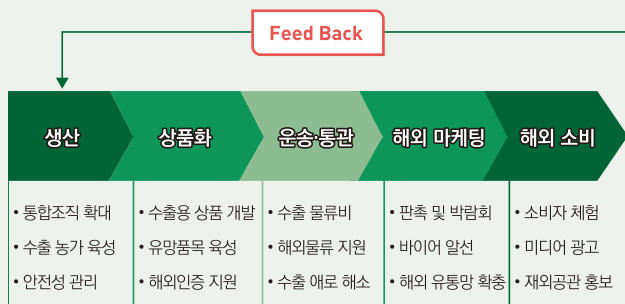 Feed Back
생산
상품화
운송·통관
해외 마케팅
해외 소비
• 통합조직 확대
• 수출 농가 육성
• 안전성 관리
• 수출용 상품 개발
• 유망품목 육성
• 해외인증 지원
• 수출 물류비
• 해외물류 지원
• 수출 애로 해소
• 판촉 및 박람회
• 바이어 알선
• 해외 유통망 확충
• 소비자 체험
• 미디어 광고
• 재외공관 홍보